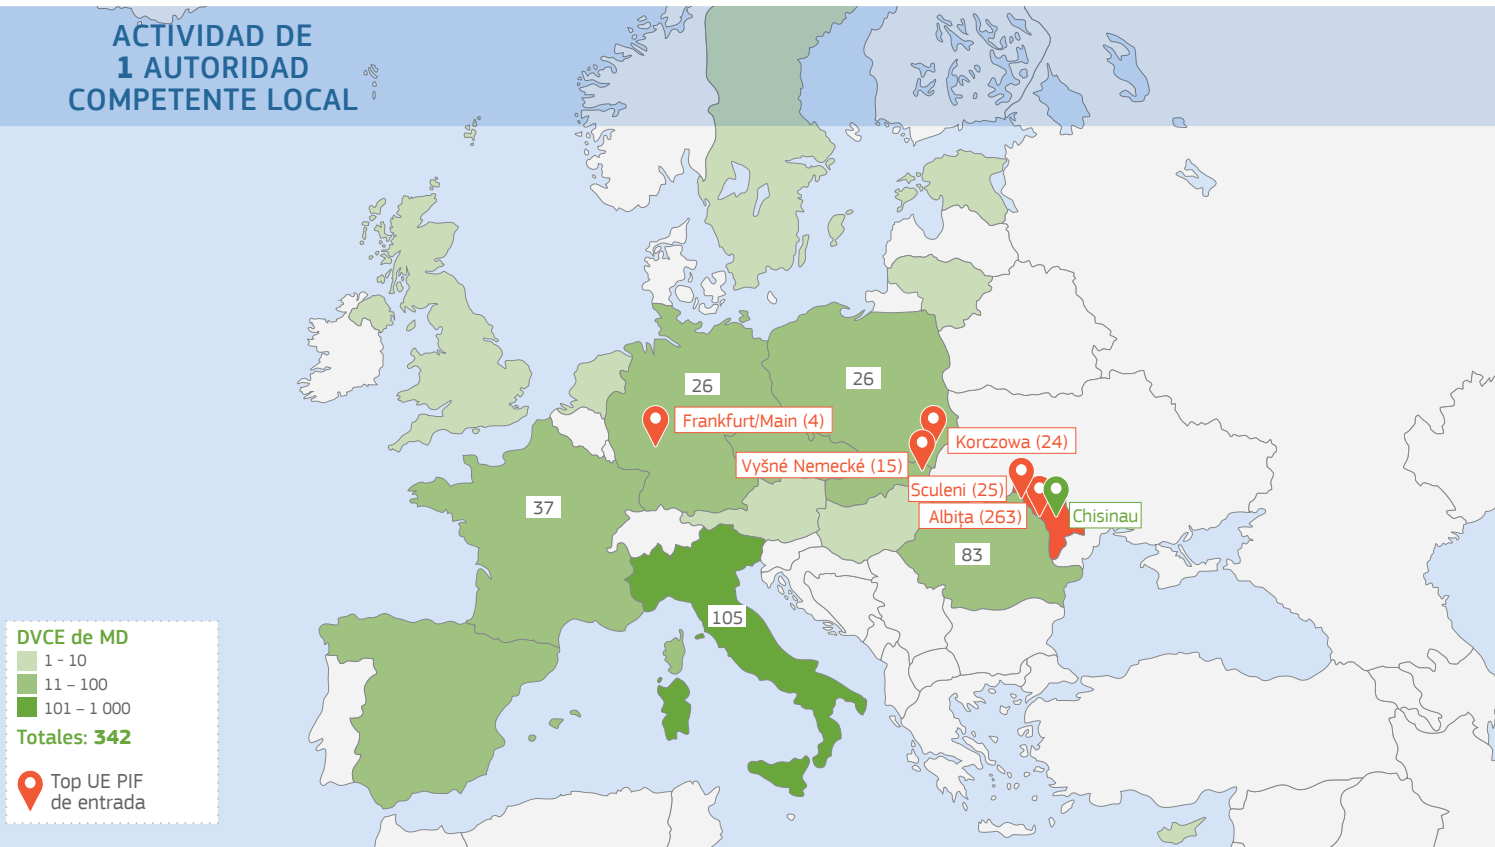 ACTIVIDAD DE
1 AUTORIDAD
COMPETENTE LOCAL
26
26
Frankfurt/Main (4)
Korczowa (24)
Vyšné Nemecké (15)
Sculeni (25)
37
Albița (263)
Chisinau
83
105
DVCE de MD
1 - 10
11 – 100
101 – 1 000
Totales: 342
Top UE PIF
de entrada